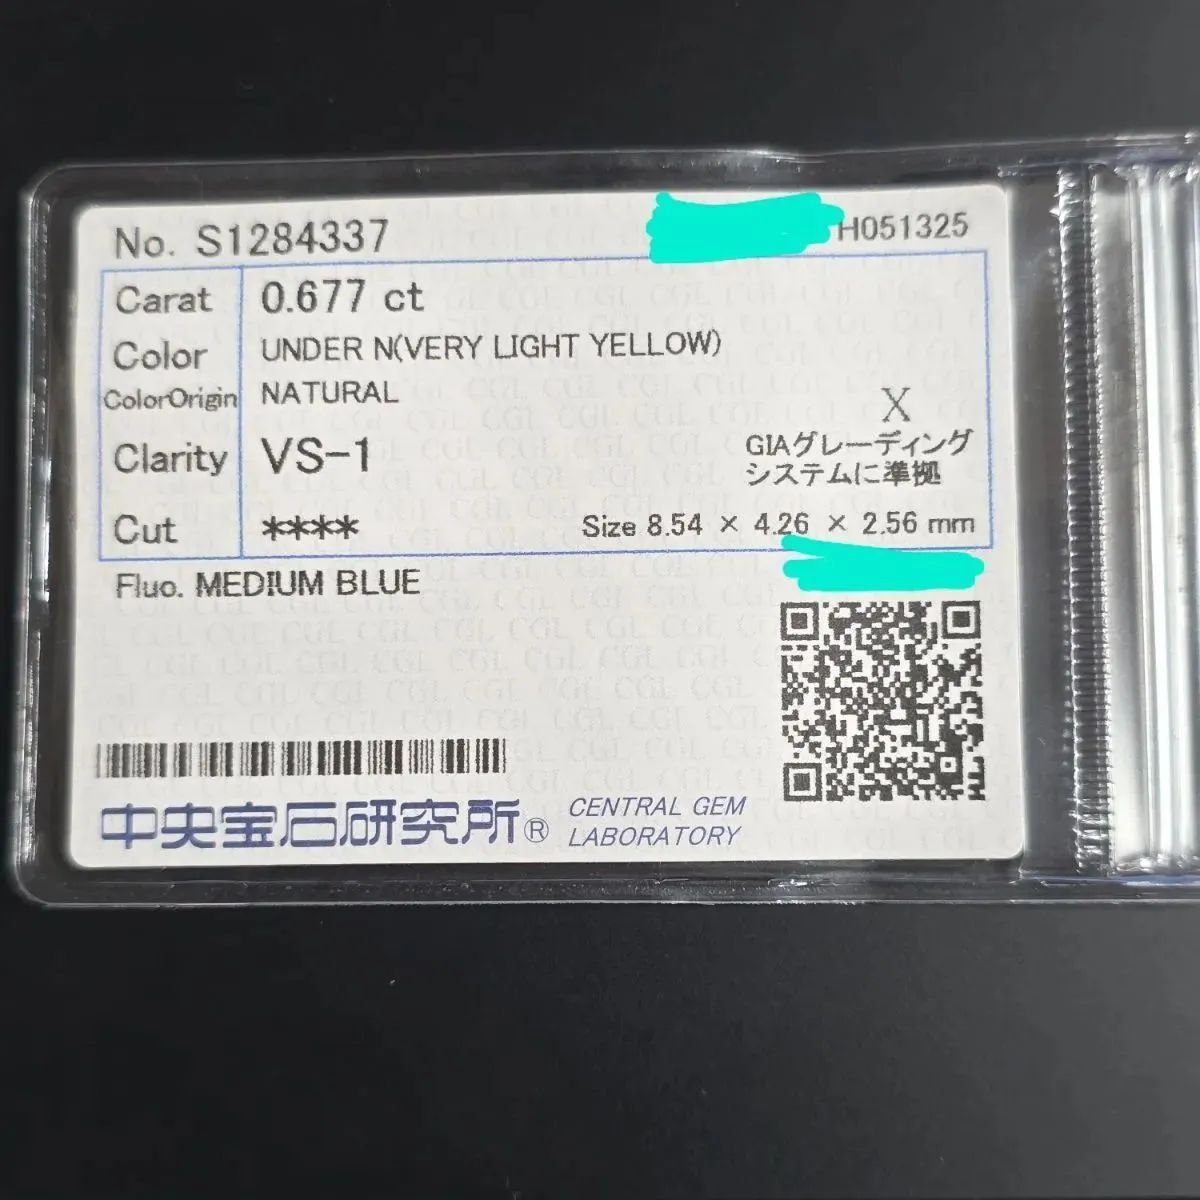 No. S1284337
H051325
Carat 0.677 ct
Color UNDER N(VERY LIGHT YELLOW)
ColorOrigin NATURAL
X
Clarity VS-1
GIAグレーディング
システムに準拠
Cut ****
Size 8.54 × 4.26 × 2.56 mm
Fluo. MEDIUM BLUE
中央宝石研究所®
CENTRAL GEM
LABORATORY